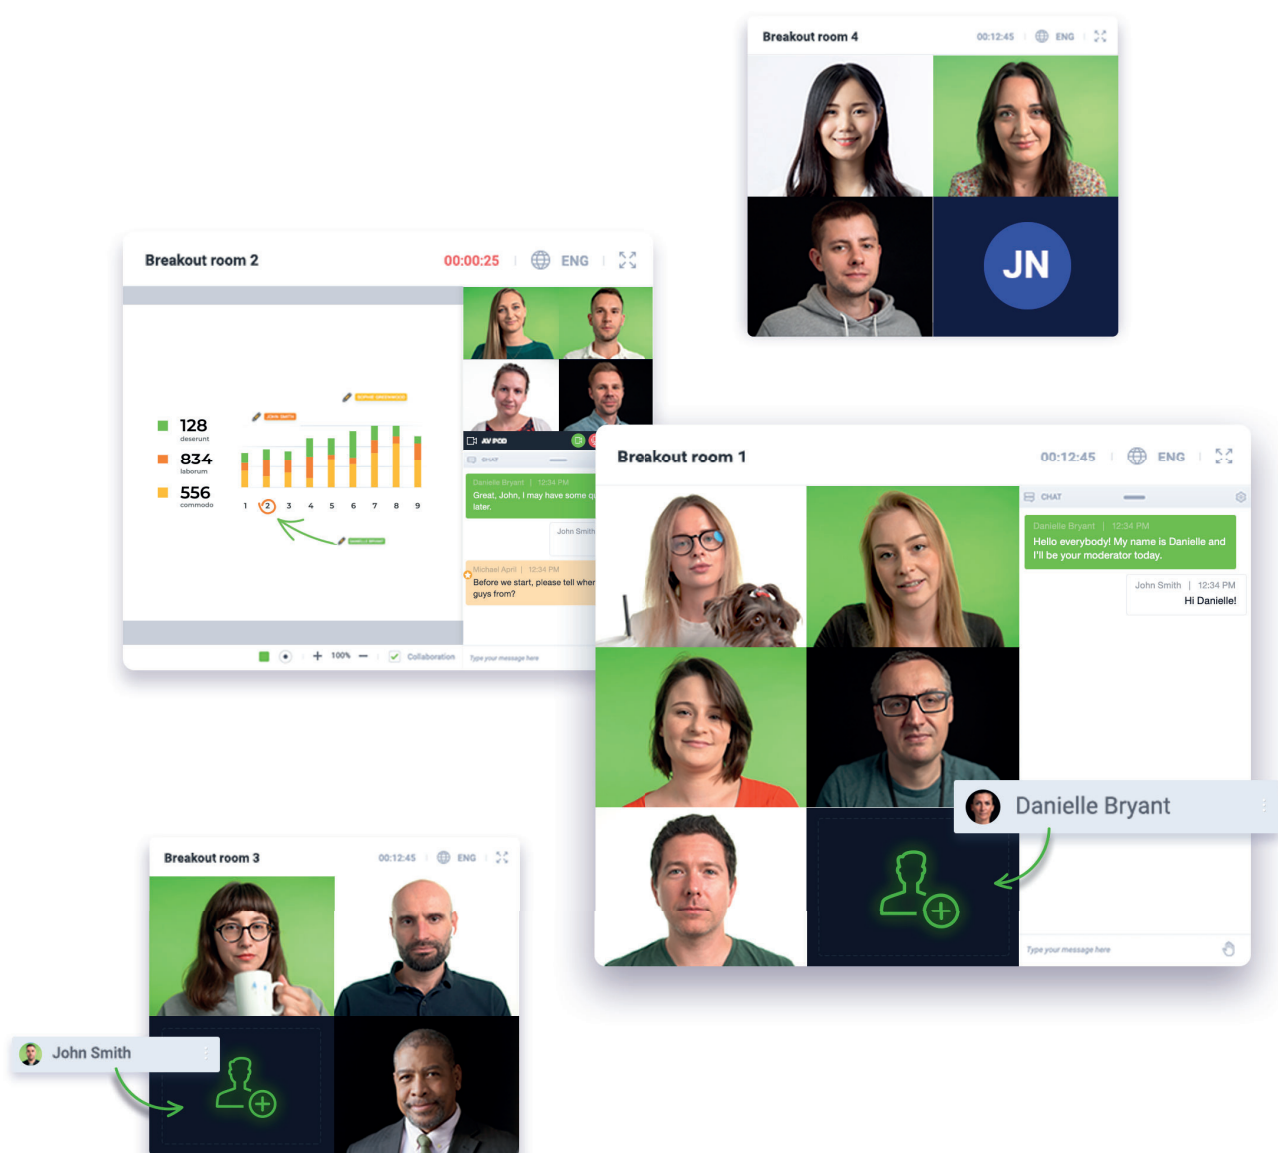 Breakout room 4
00:12:45
ENG
JN
Breakout room 2
00:00:25
ENG
128
deserunt
834
laborum
556
commodo
JOHN SMITH
1 2 3 4 5 6 7 8 9
100%
Collaboration
AV POD
CHAT
Danielle Bryant | 12:34 PM
Great, John, I may have some
later.
John Smith
Michael April | 12:34 PM
Before we start, please tell
guys from?
Type your message here
Breakout room 1
00:12:45
ENG
CHAT
Danielle Bryant | 12:34 PM
Hello everybody! My name is Danielle and
I'll be your moderator today.
John Smith | 12:34 PM
Hi Danielle!
Danielle Bryant
Type your message here
Breakout room 3
00:12:45
ENG
John Smith